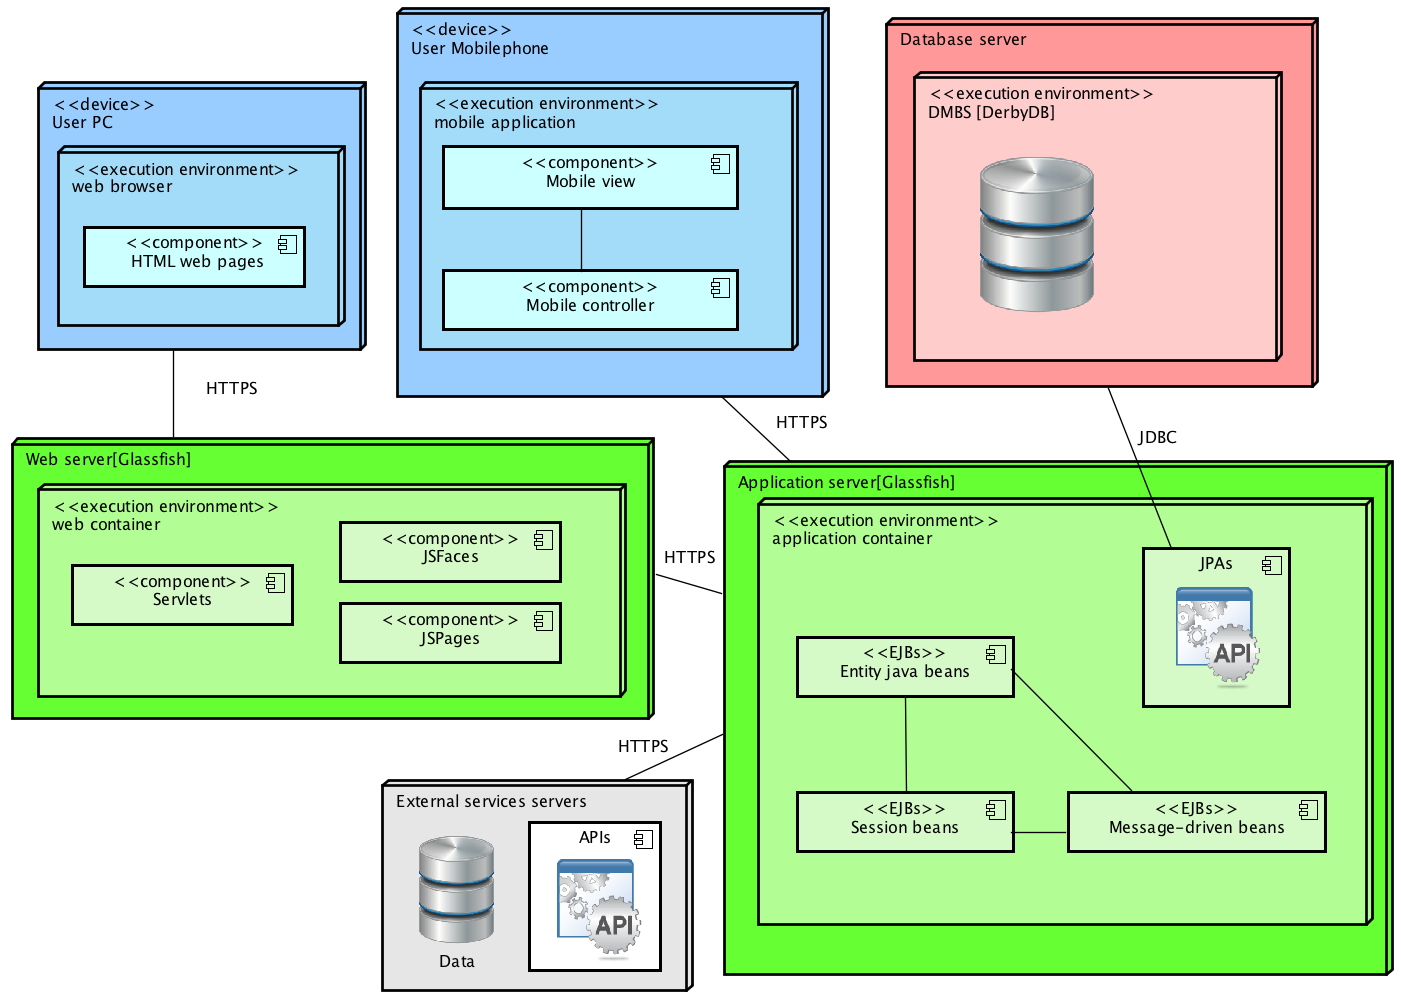 <<device>>
User PC
<<execution environment>>
web browser
<<component>>
HTML web pages
<<device>>
User Mobilephone
<<execution environment>>
mobile application
<<component>>
Mobile view
<<component>>
Mobile controller
Database server
<<execution environment>>
DMBS [DerbyDB]
HTTPS
HTTPS
JDBC
Web server[Glassfish]
<<execution environment>>
web container
<<component>>
Servlets
<<component>>
JSFaces
<<component>>
JSPages
HTTPS
Application server[Glassfish]
<<execution environment>>
application container
JPAs
API
<<EJBs>>
Entity java beans
<<EJBs>>
Session beans
<<EJBs>>
Message-driven beans
HTTPS
External services servers
Data
APIs
API